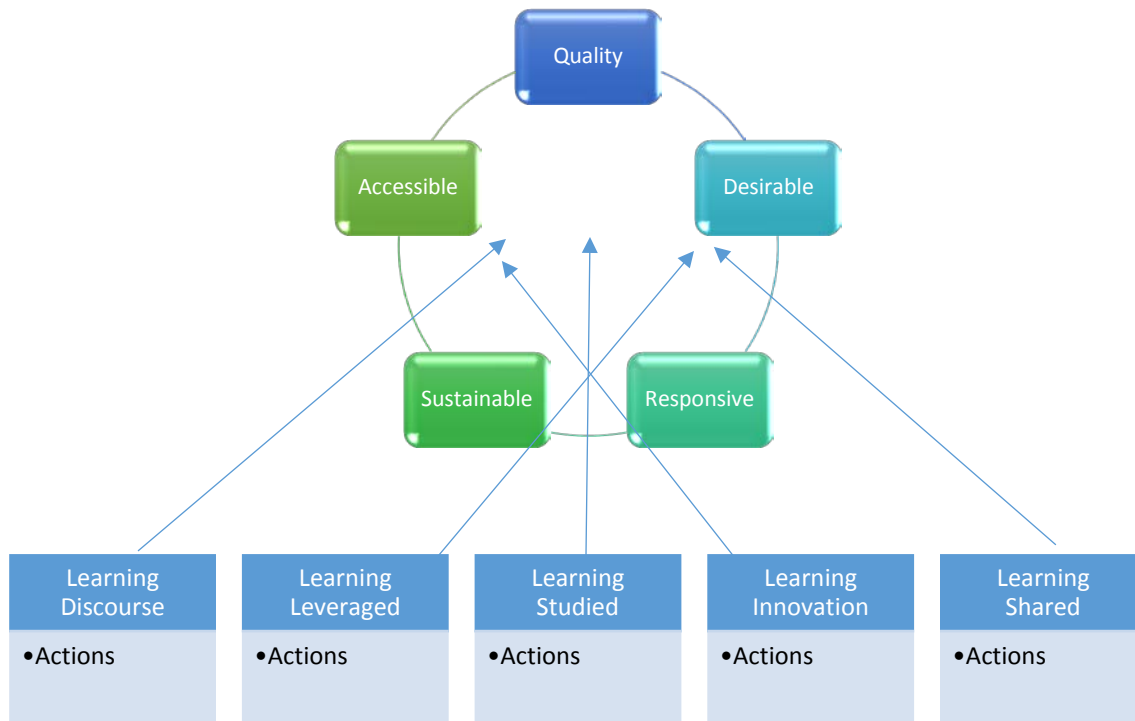 Quality
Accessible
Desirable
Sustainable
Responsive
Learning
Discourse
•Actions
Learning
Leveraged
•Actions
Learning
Studied
•Actions
Learning
Innovation
•Actions
Learning
Shared
•Actions